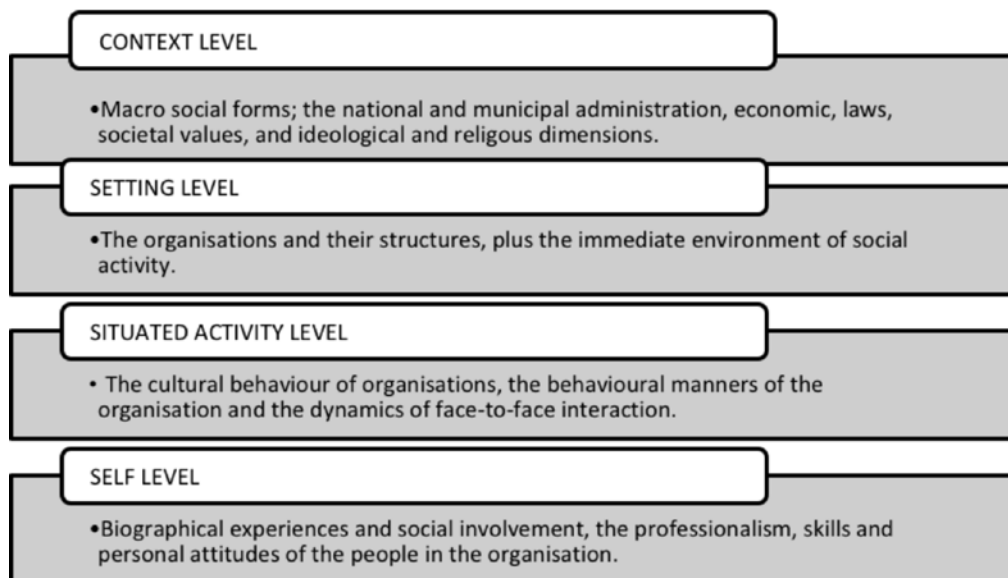 CONTEXT LEVEL
•Macro social forms; the national and municipal administration, economic, laws,
societal values, and ideological and religous dimensions.
SETTING LEVEL
•The organisations and their structures, plus the immediate environment of social
activity.
SITUATED ACTIVITY LEVEL
• The cultural behaviour of organisations, the behavioural manners of the
organisation and the dynamics of face-to-face interaction.
SELF LEVEL
•Biographical experiences and social involvement, the professionalism, skills and
personal attitudes of the people in the organisation.